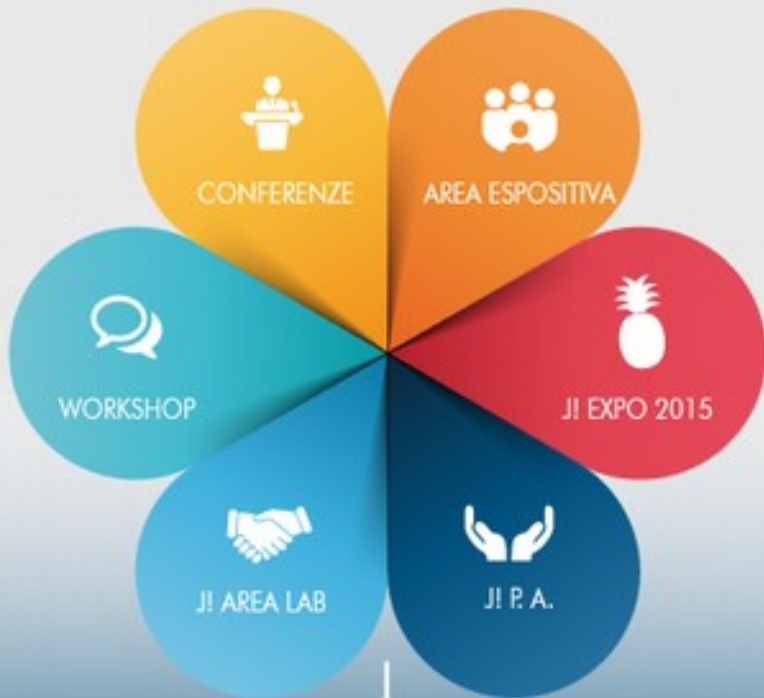 CONFERENZE
AREA ESPOSITIVA
WORKSHOP
J! EXPO 2015
J! AREA LAB
J! P. A.